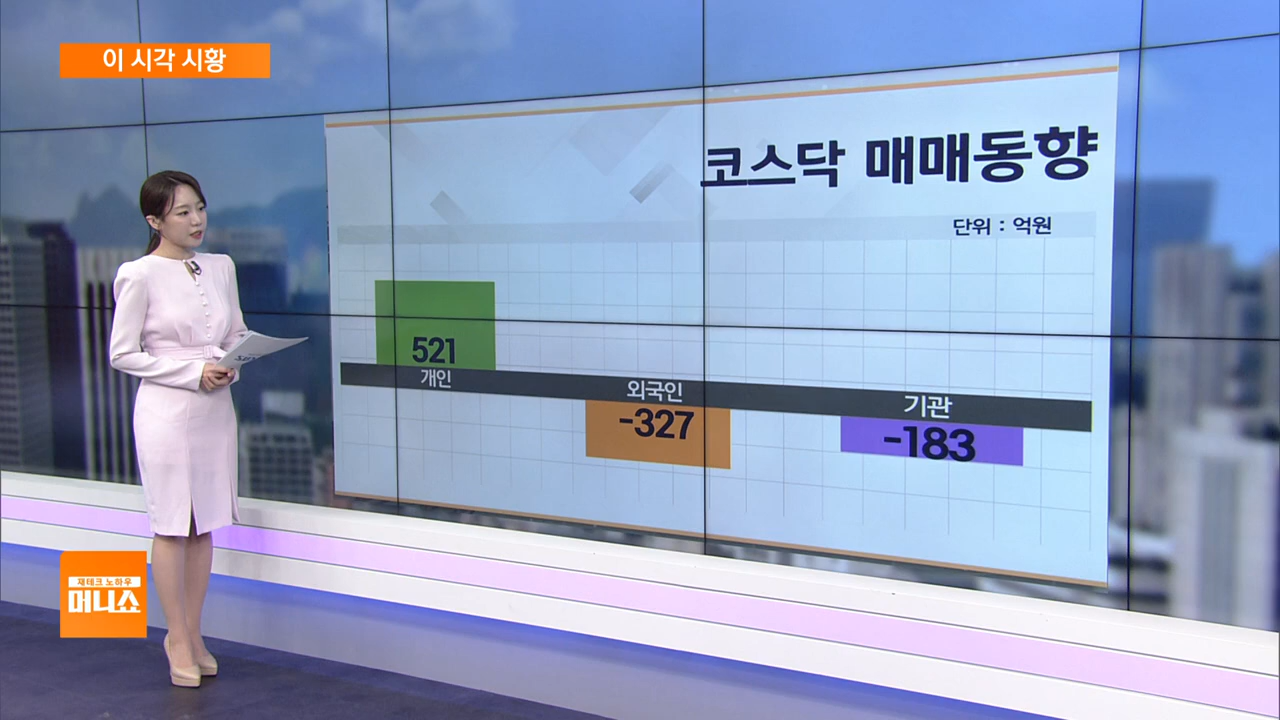 이 시각 시황
코스닥 매매동향
단위 : 억원
521
개인
외국인
-327
기관
-183
재테크 노하우
머니쇼